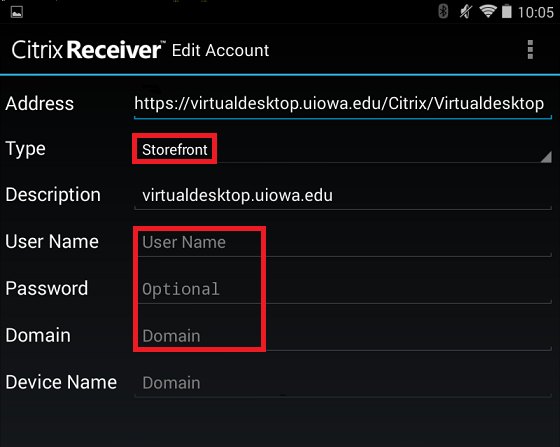 10:05
Citrix Receiver™ Edit Account
Address https://virtualdesktop.uiowa.edu/Citrix/Virtualdesktop
Type Storefront
Description virtualdesktop.uiowa.edu
User Name User Name
Password Optional
Domain Domain
Device Name Domain